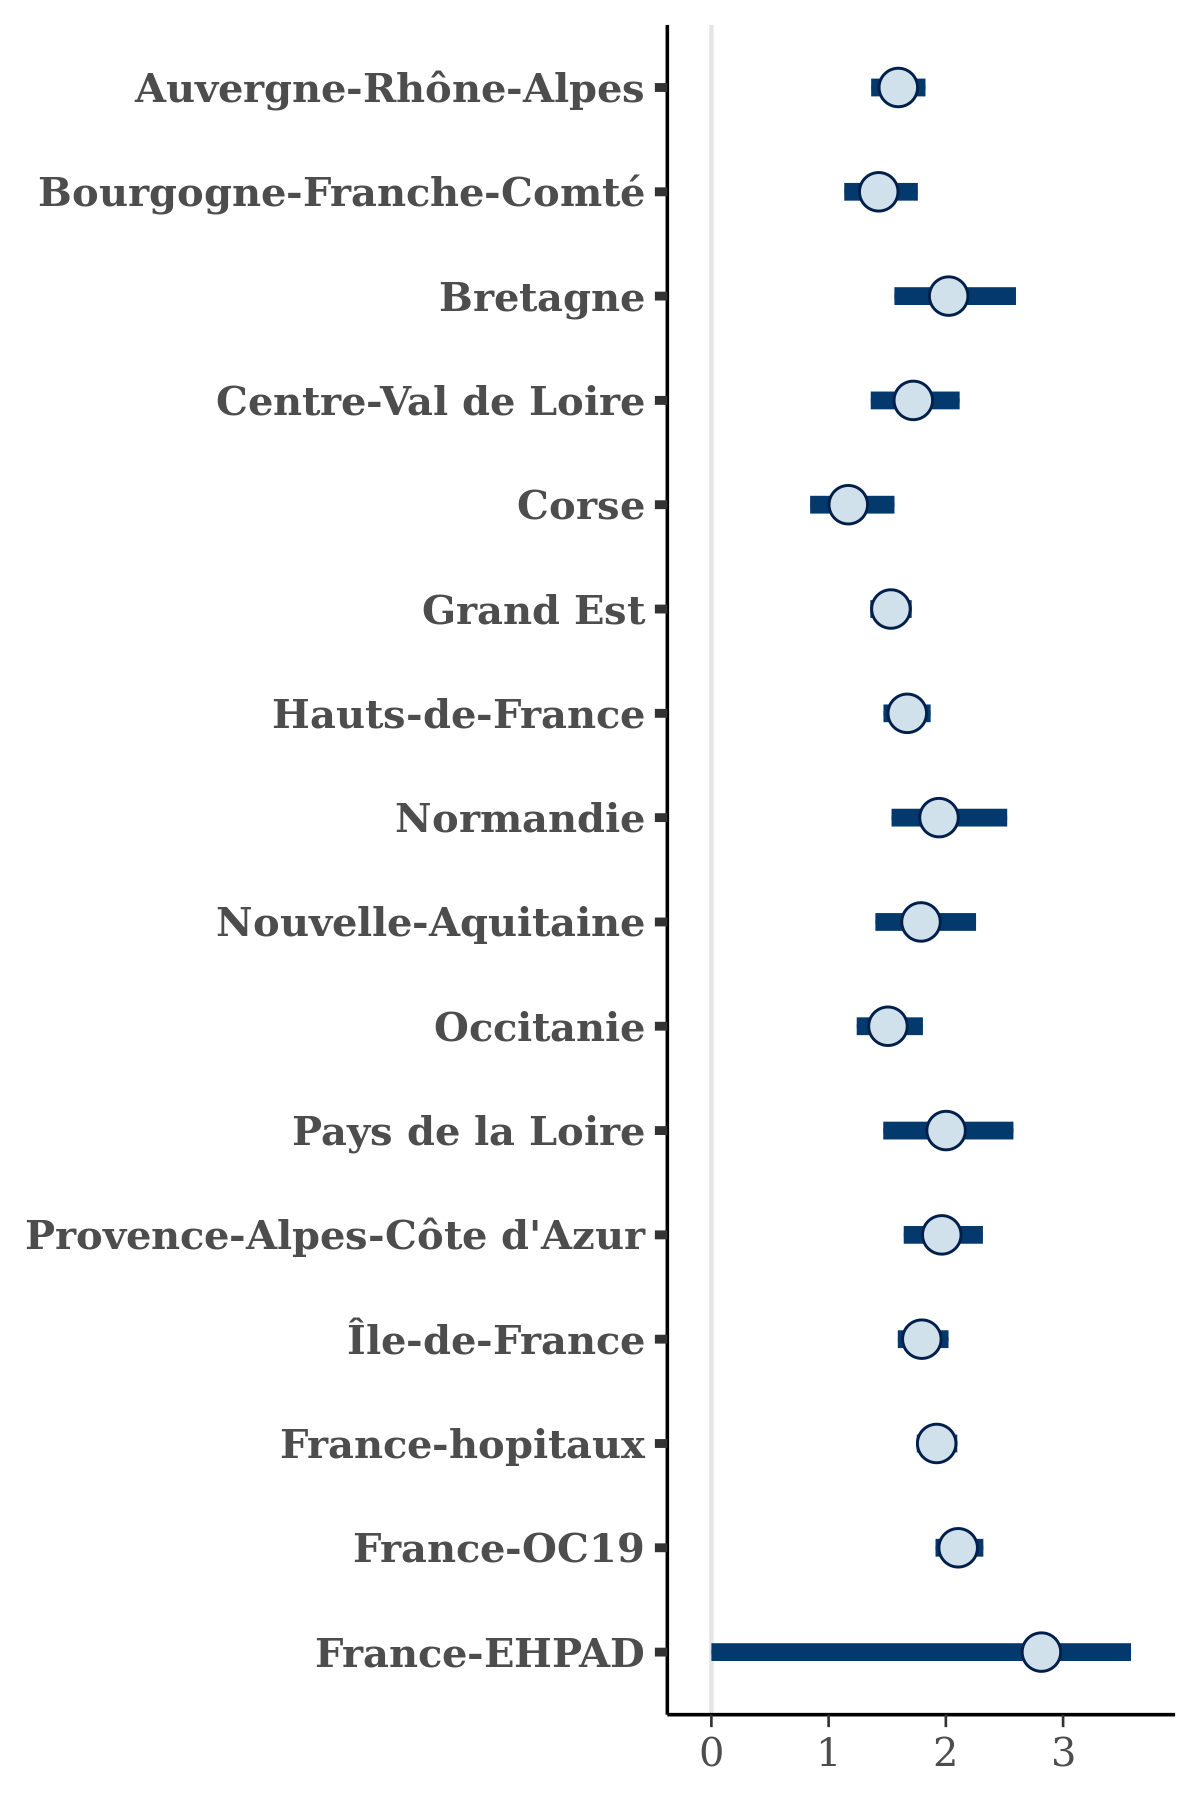 Auvergne-Rhône-Alpes
Bourgogne-Franche-Comté
Bretagne
Centre-Val de Loire
Corse
Grand Est
Hauts-de-France
Normandie
Nouvelle-Aquitaine
Occitanie
Pays de la Loire
Provence-Alpes-Côte d'Azur
Île-de-France
France-hopitaux
France-OC19
France-EHPAD
0 1 2 3